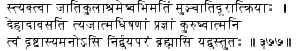 स्त्यक्त्वा जातिकुलाश्रमेष्वभिमतिं मुञ्चातिदूरात्क्रियाः ।
देहादावसति त्यजात्मधिषणां प्रज्ञां कुरुष्वात्मनि
त्वं द्रष्टास्यमनोऽसि निर्द्वयपरं ब्रह्मासि यद्वस्तुतः ॥ ३७७॥